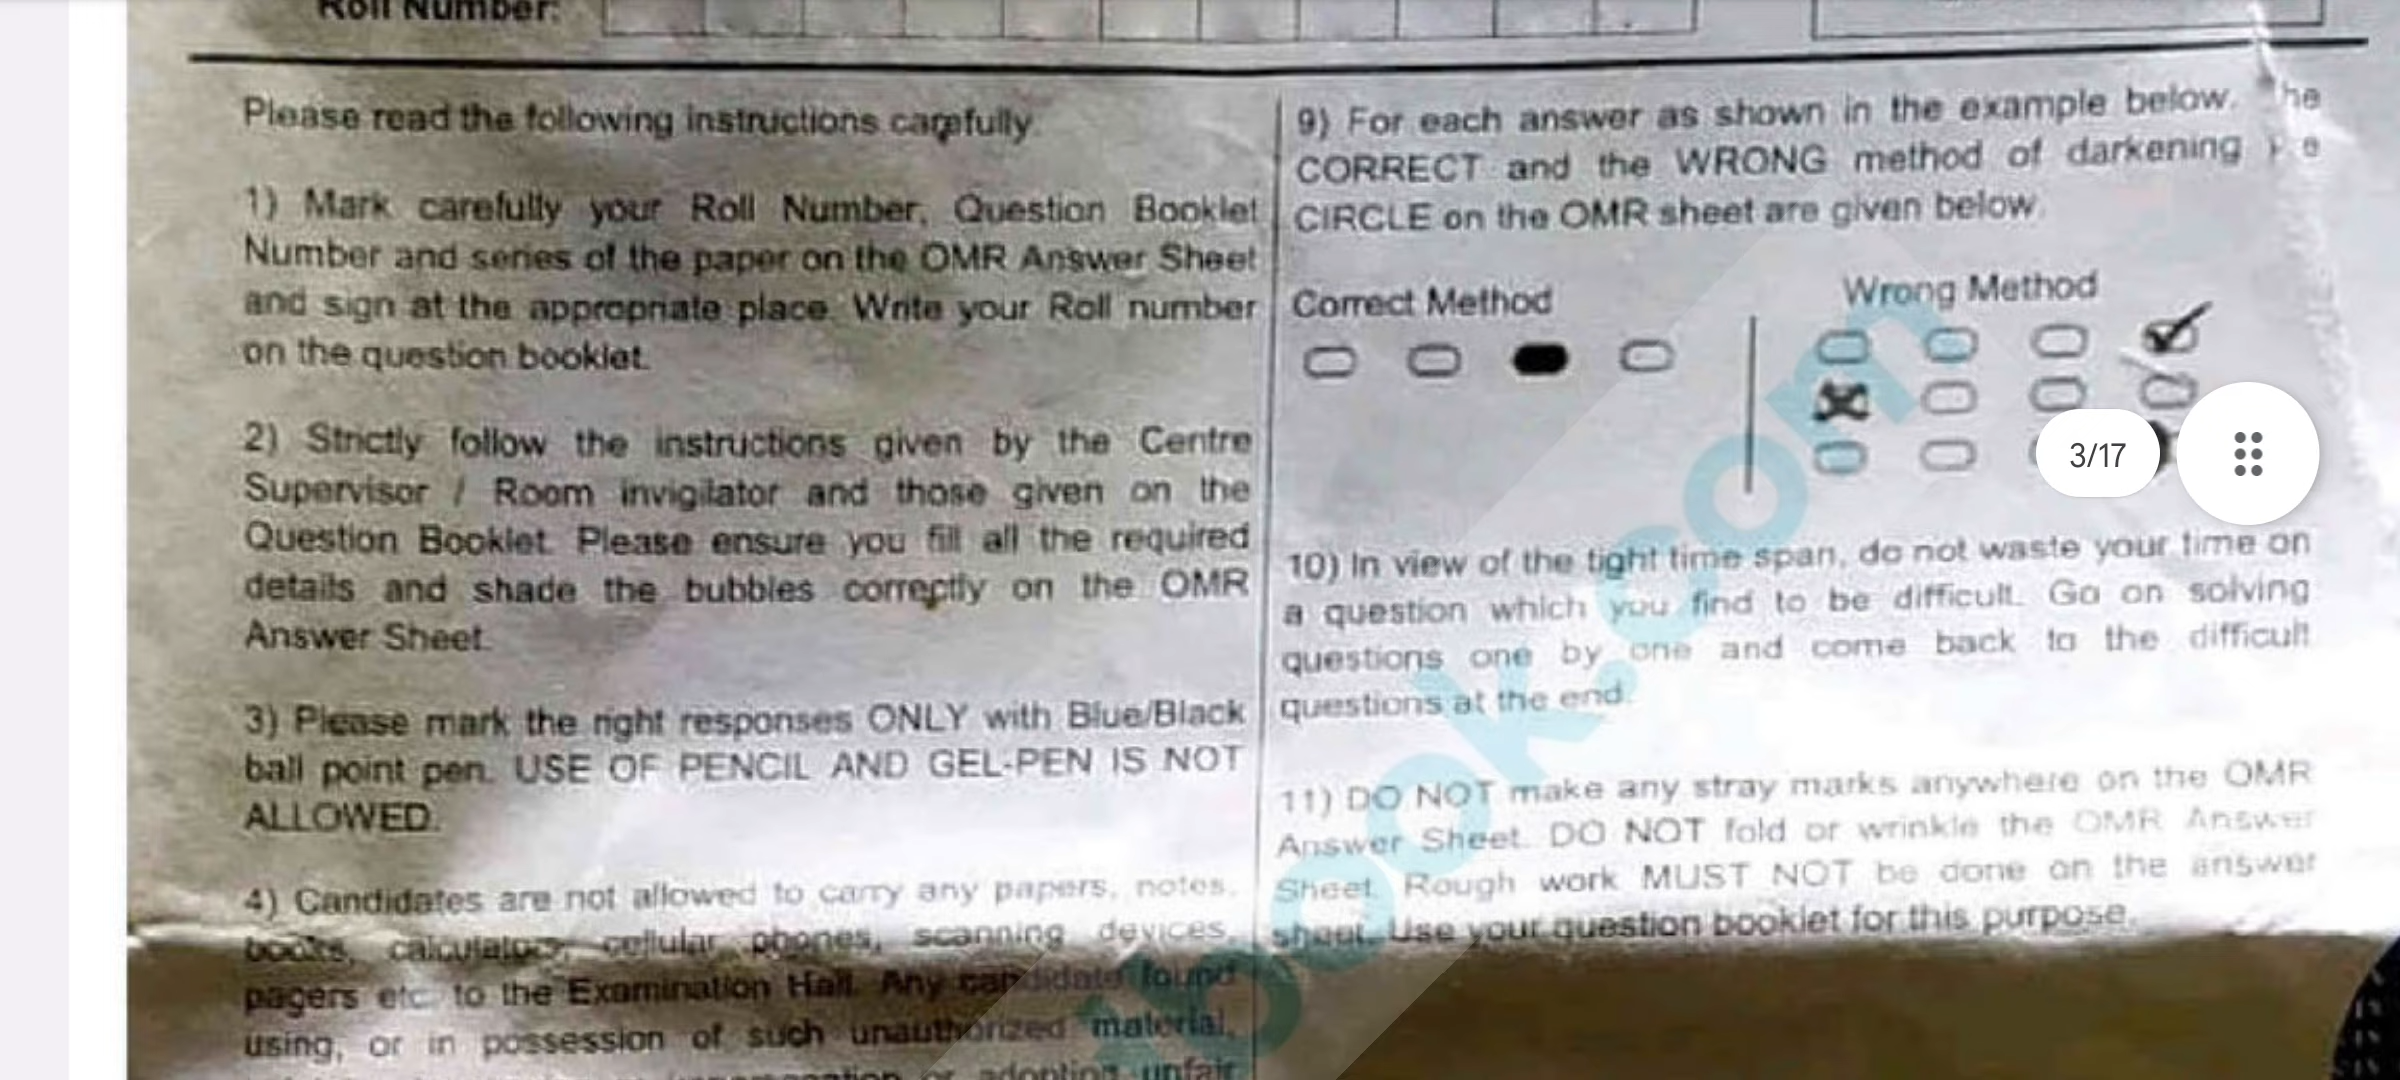 Roll Number:
Please read the following instructions carefully.
1) Mark carefully your Roll Number, Question Booklet
Number and series of the paper on the OMR Answer Sheet
and sign at the appropriate place. Write your Roll number
on the question booklet.
2) Strictly follow the instructions given by the Centre
Supervisor / Room invigilator and those given on the
Question Booklet. Please ensure you fill all the required
details and shade the bubbles correctly on the OMR
Answer Sheet.
3) Please mark the right responses ONLY with Blue/Black
ball point pen. USE OF PENCIL AND GEL-PEN IS NOT
ALLOWED.
4) Candidates are not allowed to carry any papers, notes,
books, calculators, cellular phones, scanning devices,
pagers etc. to the Examination Hall. Any candidate found
using, or in possession of such unauthorized material,
or adopting unfair
9) For each answer as shown in the example below. The
CORRECT and the WRONG method of darkening
CIRCLE on the OMR sheet are given below.
Correct Method
Wrong Method
3/17
10) In view of the tight time span, do not waste your time on
a question which you find to be difficult. Go on solving
questions one by one and come back to the difficult
questions at the end.
11) DO NOT make any stray marks anywhere on the OMR
Answer Sheet. DO NOT fold or wrinkle the OMR Answer
Sheet. Rough work MUST NOT be done on the answer
sheet. Use your question booklet for this purpose.
book.com